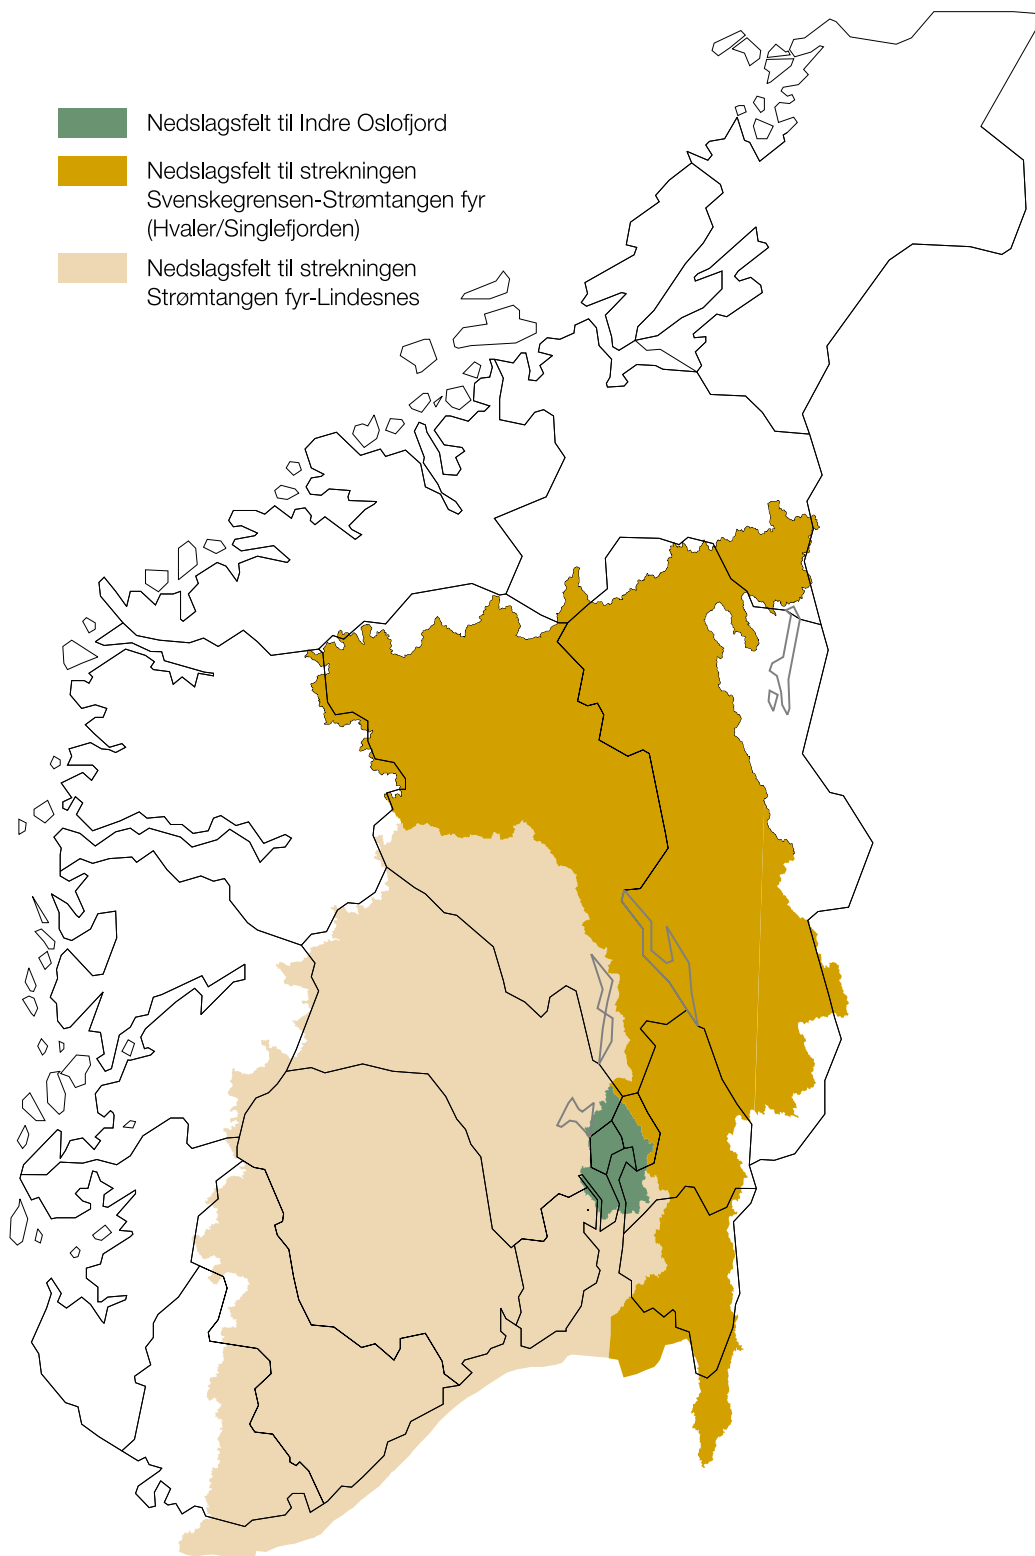 Nedslagsfelt til Indre Oslofjord
Nedslagsfelt til strekningen
Svenskegrensen-Strømtangen fyr
(Hvaler/Singlefjorden)
Nedslagsfelt til strekningen
Strømtangen fyr-Lindesnes